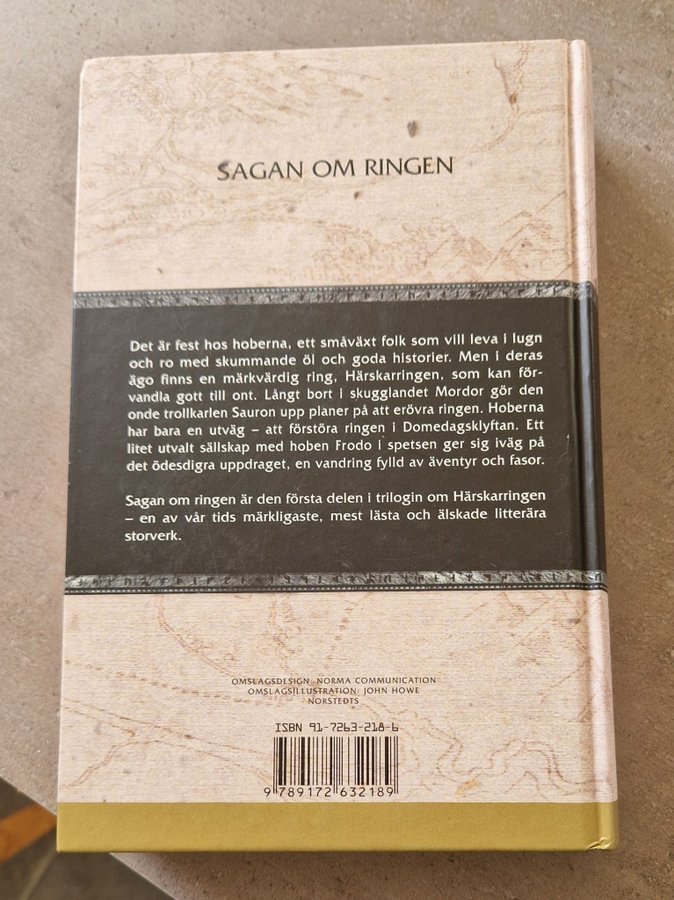 SAGAN OM RINGEN
Det är fest hos hoberna, ett småväxt folk som vill leva i lugn
och ro med skummande öl och goda historier. Men i deras
ägo finns en märkvärdig ring, Härskarringen, som kan för-
vandla gott till ont. Långt bort i skugglandet Mordor gör den
onde trollkarlen Sauron upp planer på att erövra ringen. Hoberna
har bara en utväg – att förstöra ringen i Domedagsklyftan. Ett
litet utvalt sällskap med hoben Frodo i spetsen ger sig iväg på
det ödesdigra uppdraget, en vandring fylld av äventyr och fasor.
Sagan om ringen är den första delen i trilogin om Härskarringen
– en av vår tids märkligaste, mest lästa och älskade litterära
storverk.
OMSLAGSDESIGN: NORMA COMMUNICATION
OMSLAGSILLUSTRATION: JOHN HOWE
NORSTEDTS
ISBN 91-7263-218-6
9 789172 632189